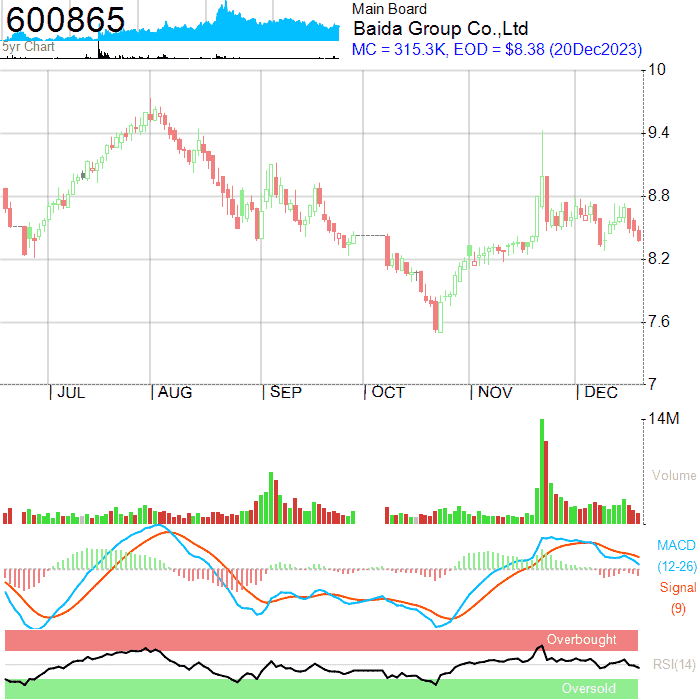 600865
5yr Chart
Main Board
Baida Group Co.,Ltd
MC = 315.3K, EOD = $8.38 (20Dec2023)
10
9.4
8.8
8.2
7.6
7
JUL AUG SEP OCT NOV DEC
14M
Volume
MACD
(12-26)
Signal
(9)
Overbought
RSI(14)
Oversold